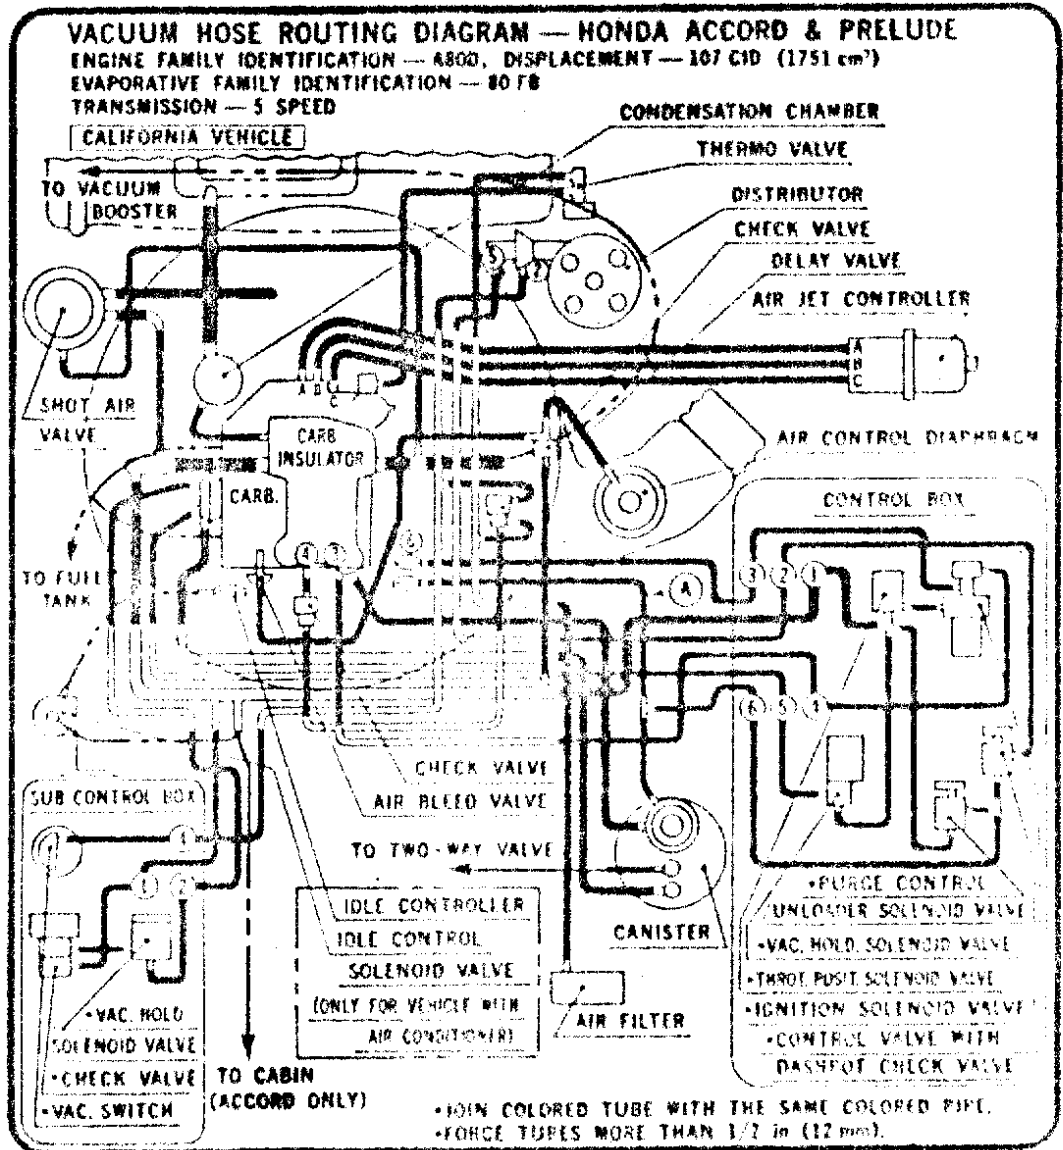 VACUUM HOSE ROUTING DIAGRAM — HONDA ACCORD & PRELUDE
ENGINE FAMILY IDENTIFICATION — A800, DISPLACEMENT — 107 CID (1751 cm³)
EVAPORATIVE FAMILY IDENTIFICATION — 80 FB
TRANSMISSION — 5 SPEED
CALIFORNIA VEHICLE
CONDENSATION CHAMBER
THERMO VALVE
TO VACUUM
BOOSTER
DISTRIBUTOR
CHECK VALVE
DELAY VALVE
AIR JET CONTROLLER
5
A
B
C
A
B
C
SHOT AIR
VALVE
CARB
INSULATOR
CARB.
AIR CONTROL DIAPHRAGM
CONTROL BOX
4
3
6
TO FUEL
TANK
A
3
2
1
6
5
4
CHECK VALVE
AIR BLEED VALVE
SUB CONTROL BOX
1
2
TO TWO-WAY VALVE
IDLE CONTROLLER
IDLE CONTROL
SOLENOID VALVE
(ONLY FOR VEHICLE WITH
AIR CONDITIONER)
CANISTER
AIR FILTER
•PURGE CONTROL
UNLOADER SOLENOID VALVE
•VAC. HOLD. SOLENOID VALVE
•THROT. POSIT. SOLENOID VALVE
•IGNITION SOLENOID VALVE
•CONTROL VALVE WITH
DASHPOT CHECK VALVE
•VAC. HOLD
SOLENOID VALVE
•CHECK VALVE
•VAC. SWITCH
TO CABIN
(ACCORD ONLY)
•JOIN COLORED TUBE WITH THE SAME COLORED PIPE.
•FORCE TUBES MORE THAN 1/2 in (12 mm).